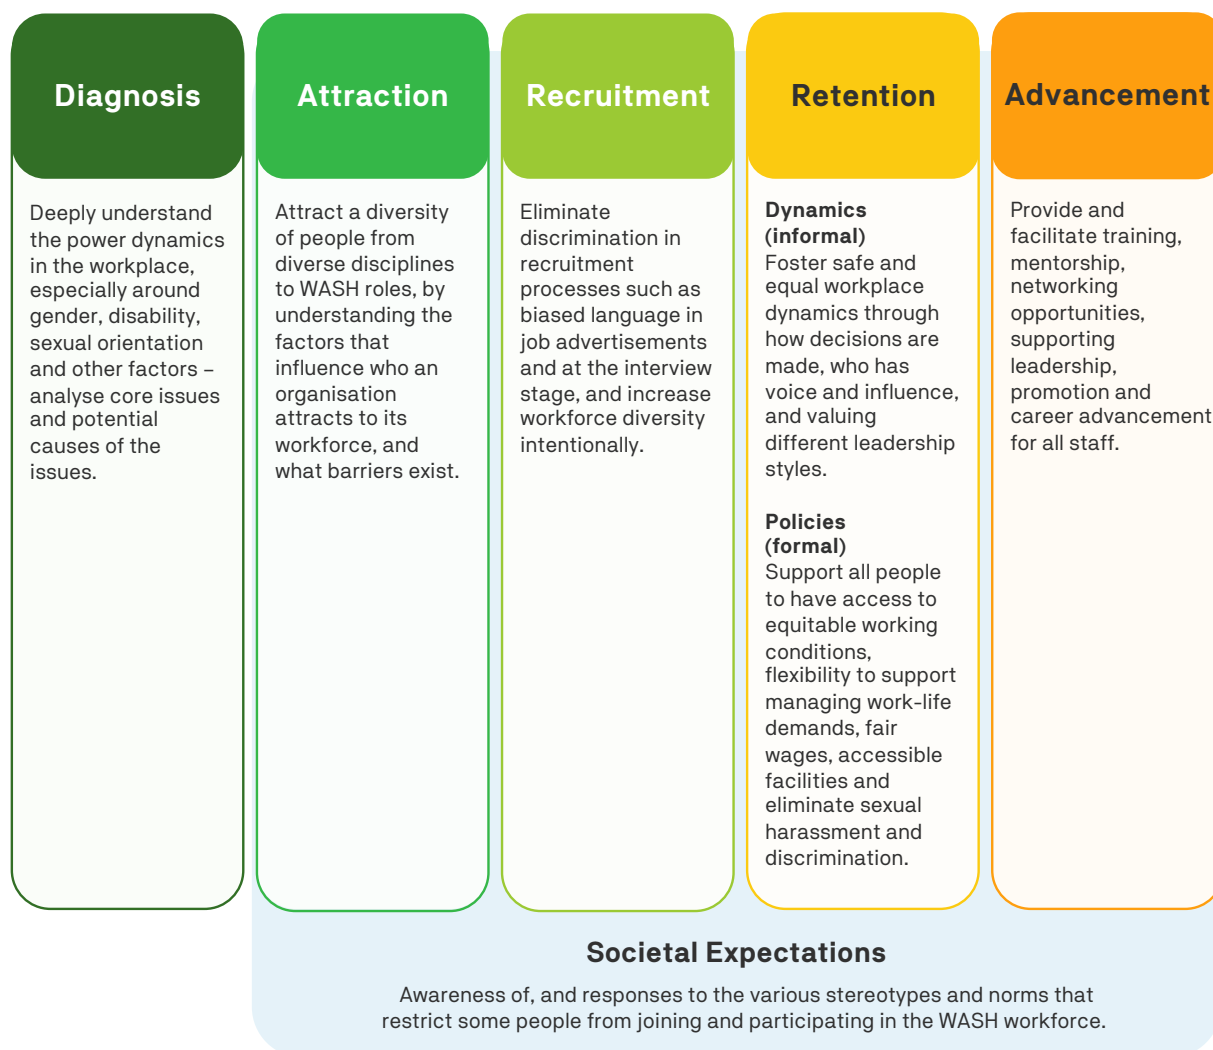 Diagnosis
Deeply understand
the power dynamics
in the workplace,
especially around
gender, disability,
sexual orientation
and other factors –
analyse core issues
and potential
causes of the
issues.
Attraction
Attract a diversity
of people from
diverse disciplines
to WASH roles, by
understanding the
factors that
influence who an
organisation
attracts to its
workforce, and
what barriers exist.
Recruitment
Eliminate
discrimination in
recruitment
processes such as
biased language in
job advertisements
and at the interview
stage, and increase
workforce diversity
intentionally.
Retention
Dynamics
(informal)
Foster safe and
equal workplace
dynamics through
how decisions are
made, who has
voice and influence,
and valuing
different leadership
styles.
Policies
(formal)
Support all people
to have access to
equitable working
conditions,
flexibility to support
managing work-life
demands, fair
wages, accessible
facilities and
eliminate sexual
harassment and
discrimination.
Advancement
Provide and
facilitate training,
mentorship,
networking
opportunities,
supporting
leadership,
promotion and
career advancement
for all staff.
Societal Expectations
Awareness of, and responses to the various stereotypes and norms that
restrict some people from joining and participating in the WASH workforce.